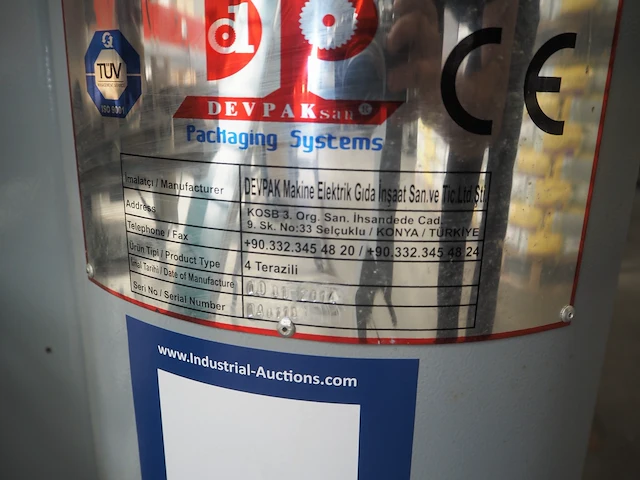 TÜV
ISO 9001
d
CE
DEVPAKsan®
Packaging Systems
İmalatçı / Manufacturer DEVPAK Makine Elektrik Gıda İnşaat San.ve Tic.Ltd.Şti.
Address KOSB 3. Org. San. İhsandede Cad.
9. Sk. No:33 Selçuklu / KONYA / TÜRKİYE
Telephone / Fax +90.332.345 48 20 / +90.332.345 48 24
Ürün Tipi / Product Type 4 Terazili
Tarihi / Date of Manufacture
Seri No / Serial Number
www.Industrial-Auctions.com